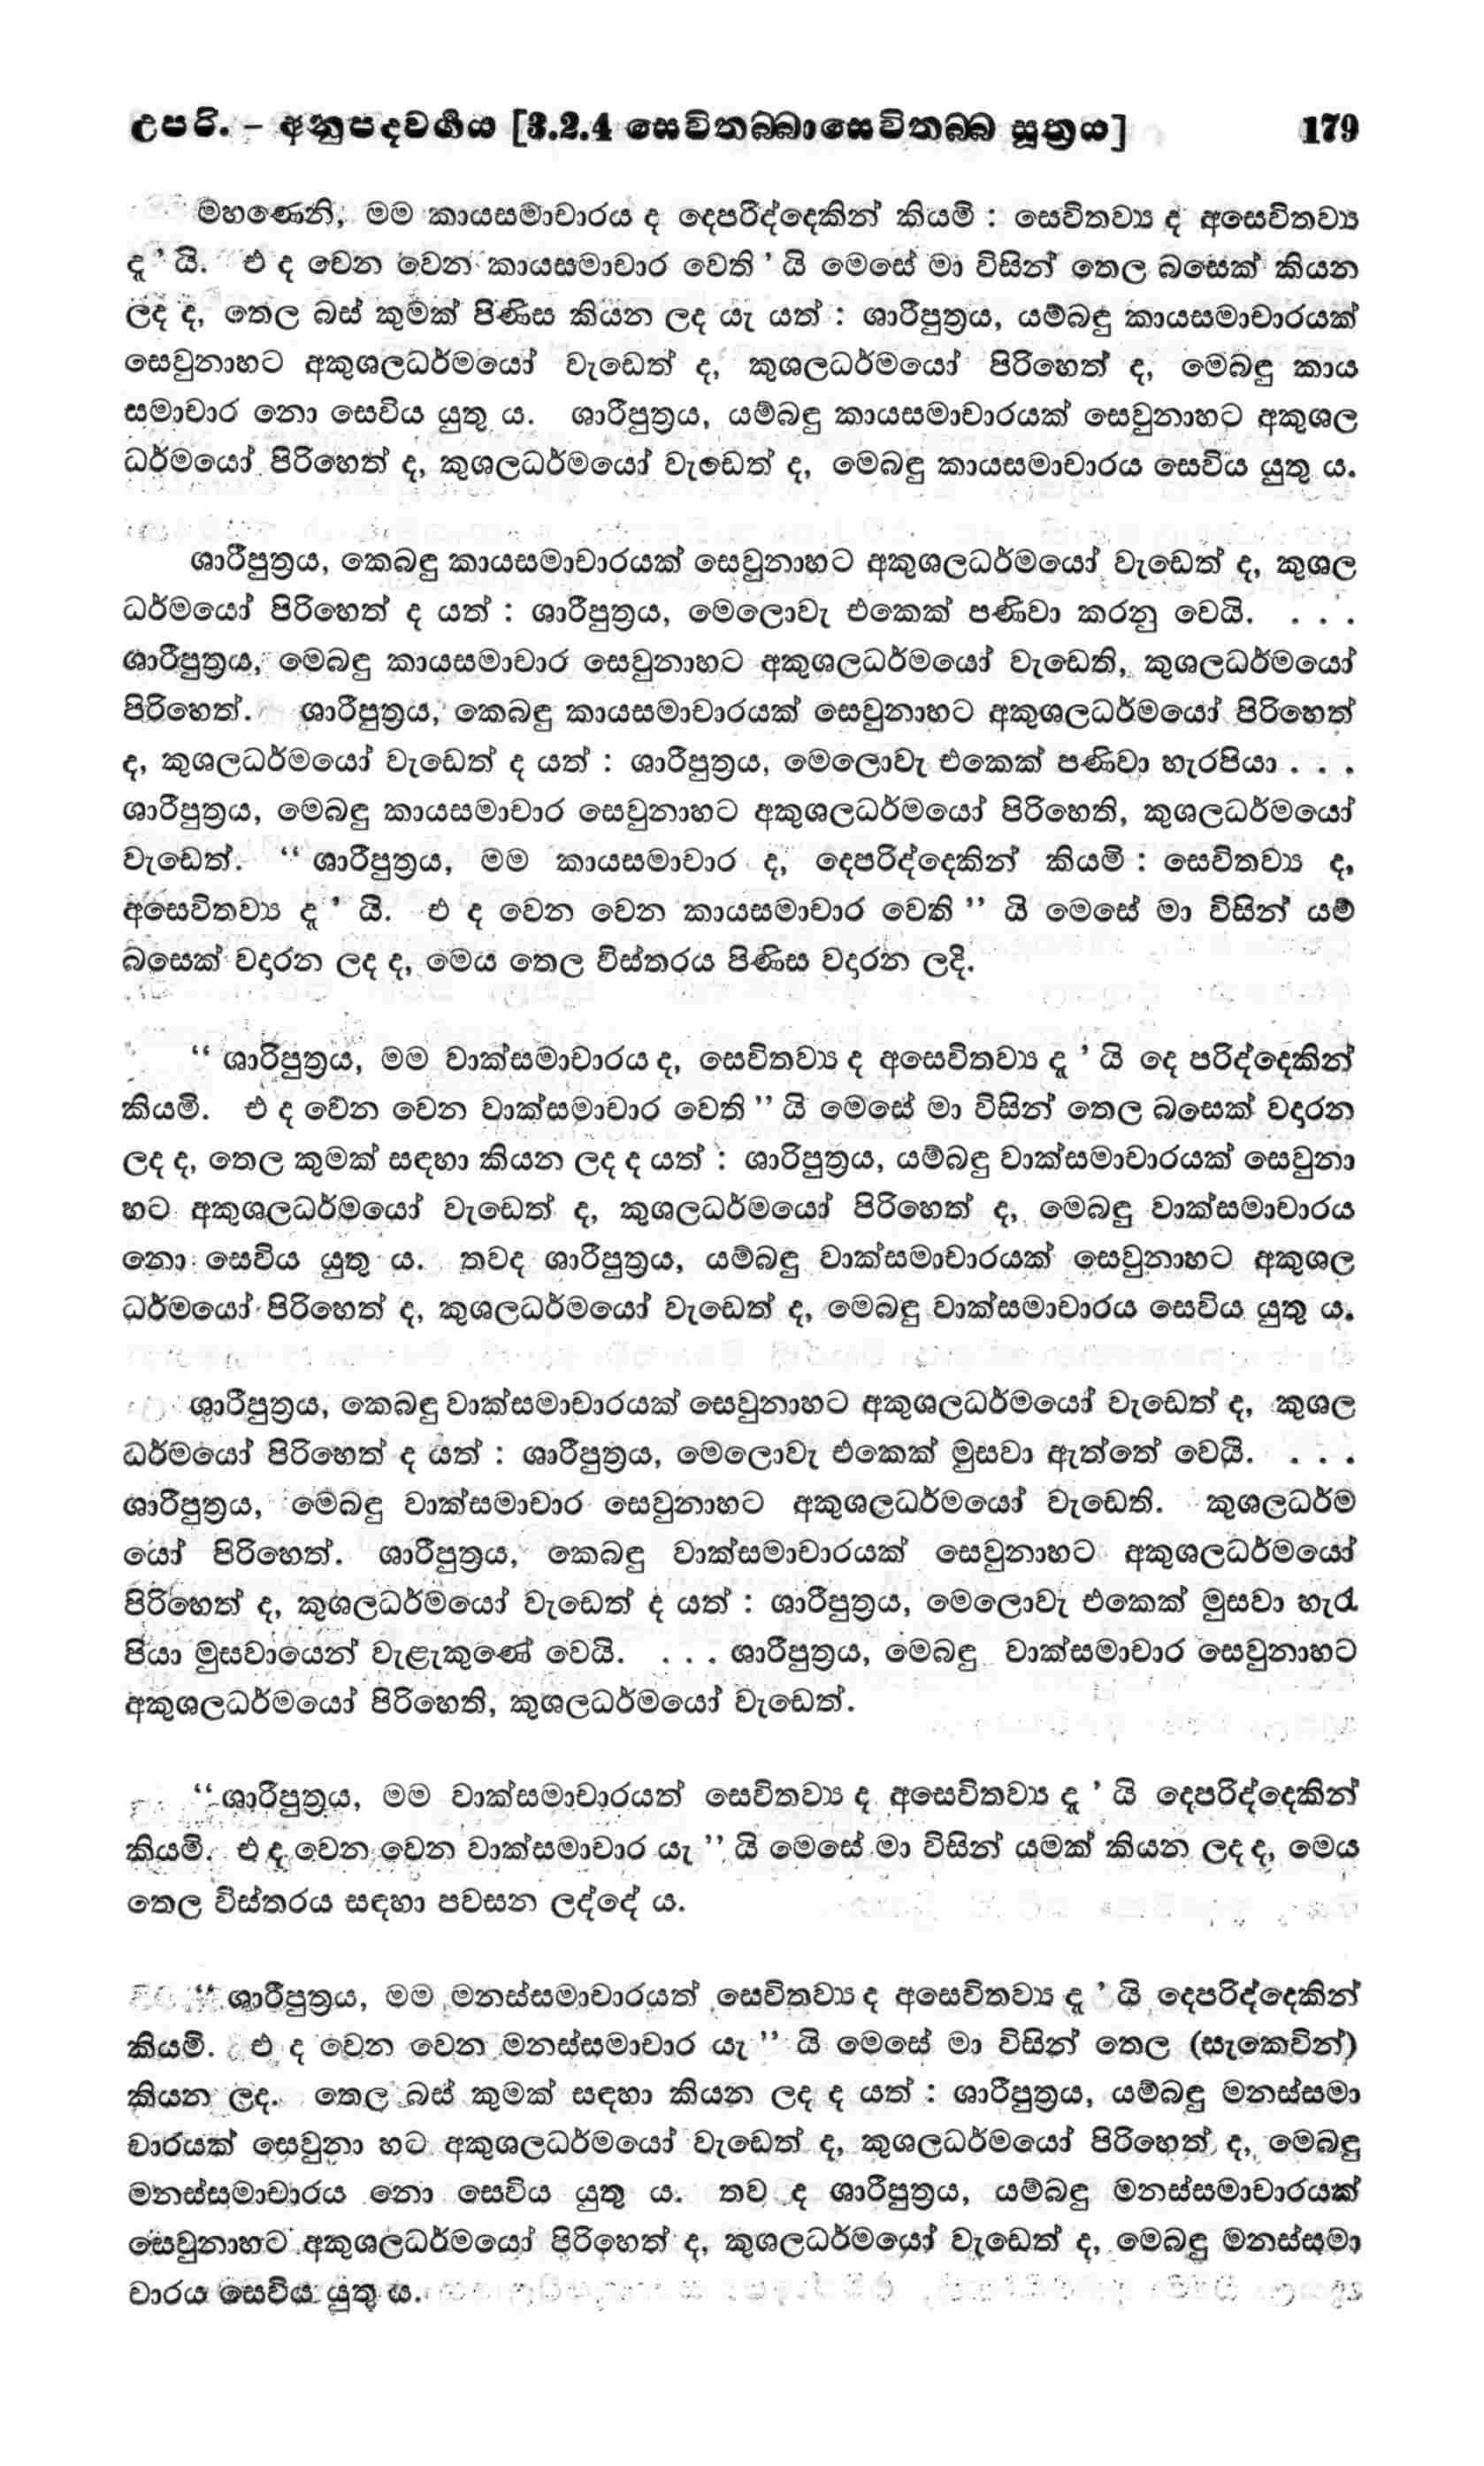 උපරි. – අනුපදවර්ගය [3.2.4 සෙවිතබ්බාසෙවිතබ්බ සූත්‍රය] 179
මහණෙනි, මම කායසමාචාරය ද දෙපරිද්දෙකින් කියමි : සෙවිතව්‍ය ද අසෙවිතව්‍ය
දැ’ යි. එ ද වෙන වෙන කායසමාචාර වෙති’ යි මෙසේ මා විසින් තෙල බසෙක් කියන
ලද ද, තෙල බස් කුමක් පිණිස කියන ලද යැ යත් : ශාරීපුත්‍රය, යම්බඳු කායසමාචාරයක්
සෙවුනාහට අකුශලධර්මයෝ වැඩෙත් ද, කුශලධර්මයෝ පිරිහෙත් ද, මෙබඳු කාය
සමාචාර නො සෙවිය යුතු ය. ශාරීපුත්‍රය, යම්බඳු කායසමාචාරයක් සෙවුනාහට අකුශල
ධර්මයෝ පිරිහෙත් ද, කුශලධර්මයෝ වැඩෙත් ද, මෙබඳු කායසමාචාරය සෙවිය යුතු ය.
ශාරීපුත්‍රය, කෙබඳු කායසමාචාරයක් සෙවුනාහට අකුශලධර්මයෝ වැඩෙත් ද, කුශල
ධර්මයෝ පිරිහෙත් ද යත් : ශාරීපුත්‍රය, මෙලොවැ එකෙක් පණිවා කරනු වෙයි. . . .
ශාරීපුත්‍රය, මෙබඳු කායසමාචාර සෙවුනාහට අකුශලධර්මයෝ වැඩෙති, කුශලධර්මයෝ
පිරිහෙත්. ශාරීපුත්‍රය, කෙබඳු කායසමාචාරයක් සෙවුනාහට අකුශලධර්මයෝ පිරිහෙත්
ද, කුශලධර්මයෝ වැඩෙත් ද යත් : ශාරීපුත්‍රය, මෙලොවැ එකෙක් පණිවා හැරපියා . . .
ශාරීපුත්‍රය, මෙබඳු කායසමාචාර සෙවුනාහට අකුශලධර්මයෝ පිරිහෙති, කුශලධර්මයෝ
වැඩෙත්. “ ශාරීපුත්‍රය, මම කායසමාචාර ද, දෙපරිද්දෙකින් කියමි : සෙවිතව්‍ය ද,
අසෙවිතව්‍ය දැ’ යි. එ ද වෙන වෙන කායසමාචාර වෙති ” යි මෙසේ මා විසින් යම්
බසෙක් වදාරන ලද ද, මෙය තෙල විස්තරය පිණිස වදාරන ලදි.
“ ශාරිපුත්‍රය, මම වාක්සමාචාරය ද, සෙවිතව්‍ය ද අසෙවිතව්‍ය දැ ’ යි දෙ පරිද්දෙකින්
කියමි. එ ද වෙන වෙන වාක්සමාචාර වෙති ” යි මෙසේ මා විසින් තෙල බසෙක් වදාරන
ලද ද, තෙල කුමක් සඳහා කියන ලද ද යත් : ශාරිපුත්‍රය, යම්බඳු වාක්සමාචාරයක් සෙවුනා
හට අකුශලධර්මයෝ වැඩෙත් ද, කුශලධර්මයෝ පිරිහෙත් ද, මෙබඳු වාක්සමාචාරය
නො සෙවිය යුතු ය. තවද ශාරීපුත්‍රය, යම්බඳු වාක්සමාචාරයක් සෙවුනාහට අකුශල
ධර්මයෝ පිරිහෙත් ද, කුශලධර්මයෝ වැඩෙත් ද, මෙබඳු වාක්සමාචාරය සෙවිය යුතු ය.
ශාරීපුත්‍රය, කෙබඳු වාක්සමාචාරයක් සෙවුනාහට අකුශලධර්මයෝ වැඩෙත් ද, කුශල
ධර්මයෝ පිරිහෙත් ද යත් : ශාරීපුත්‍රය, මෙලොවැ එකෙක් මුසවා ඇත්තේ වෙයි. . . .
ශාරීපුත්‍රය, මෙබඳු වාක්සමාචාර සෙවුනාහට අකුශලධර්මයෝ වැඩෙති. කුශලධර්ම
යෝ පිරිහෙත්. ශාරීපුත්‍රය, කෙබඳු වාක්සමාචාරයක් සෙවුනාහට අකුශලධර්මයෝ
පිරිහෙත් ද, කුශලධර්මයෝ වැඩෙත් ද යත් : ශාරීපුත්‍රය, මෙලොවැ එකෙක් මුසවා හැර
පියා මුසවායෙන් වැළැකුණේ වෙයි. . . . ශාරීපුත්‍රය, මෙබඳු වාක්සමාචාර සෙවුනාහට
අකුශලධර්මයෝ පිරිහෙති, කුශලධර්මයෝ වැඩෙත්.
“ ශාරීපුත්‍රය, මම වාක්සමාචාරයත් සෙවිතව්‍ය ද අසෙවිතව්‍ය දැ ’ යි දෙපරිද්දෙකින්
කියමි. එ ද වෙන වෙන වාක්සමාචාර යැ ” යි මෙසේ මා විසින් යමක් කියන ලද ද, මෙය
තෙල විස්තරය සඳහා පවසන ලද්දේ ය.
“ ශාරීපුත්‍රය, මම මනස්සමාචාරයත් සෙවිතව්‍ය ද අසෙවිතව්‍ය දැ ’ යි දෙපරිද්දෙකින්
කියමි. එ ද වෙන වෙන මනස්සමාචාර යැ ” යි මෙසේ මා විසින් තෙල (සැකෙවින්)
කියන ලද. තෙල බස් කුමක් සඳහා කියන ලද ද යත් : ශාරීපුත්‍රය, යම්බඳු මනස්සමා
චාරයක් සෙවුනා හට අකුශලධර්මයෝ වැඩෙත් ද, කුශලධර්මයෝ පිරිහෙත් ද, මෙබඳු
මනස්සමාචාරය නො සෙවිය යුතු ය. තව ද ශාරීපුත්‍රය, යම්බඳු මනස්සමාචාරයක්
සෙවුනාහට අකුශලධර්මයෝ පිරිහෙත් ද, කුශලධර්මයෝ වැඩෙත් ද, මෙබඳු මනස්සමා
චාරය සෙවිය යුතු ය.